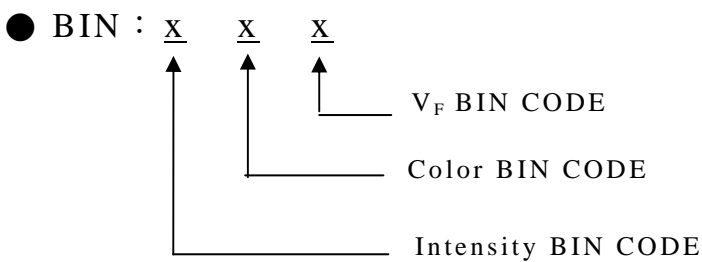 ● BIN：x x x
V_F BIN CODE
Color BIN CODE
Intensity BIN CODE